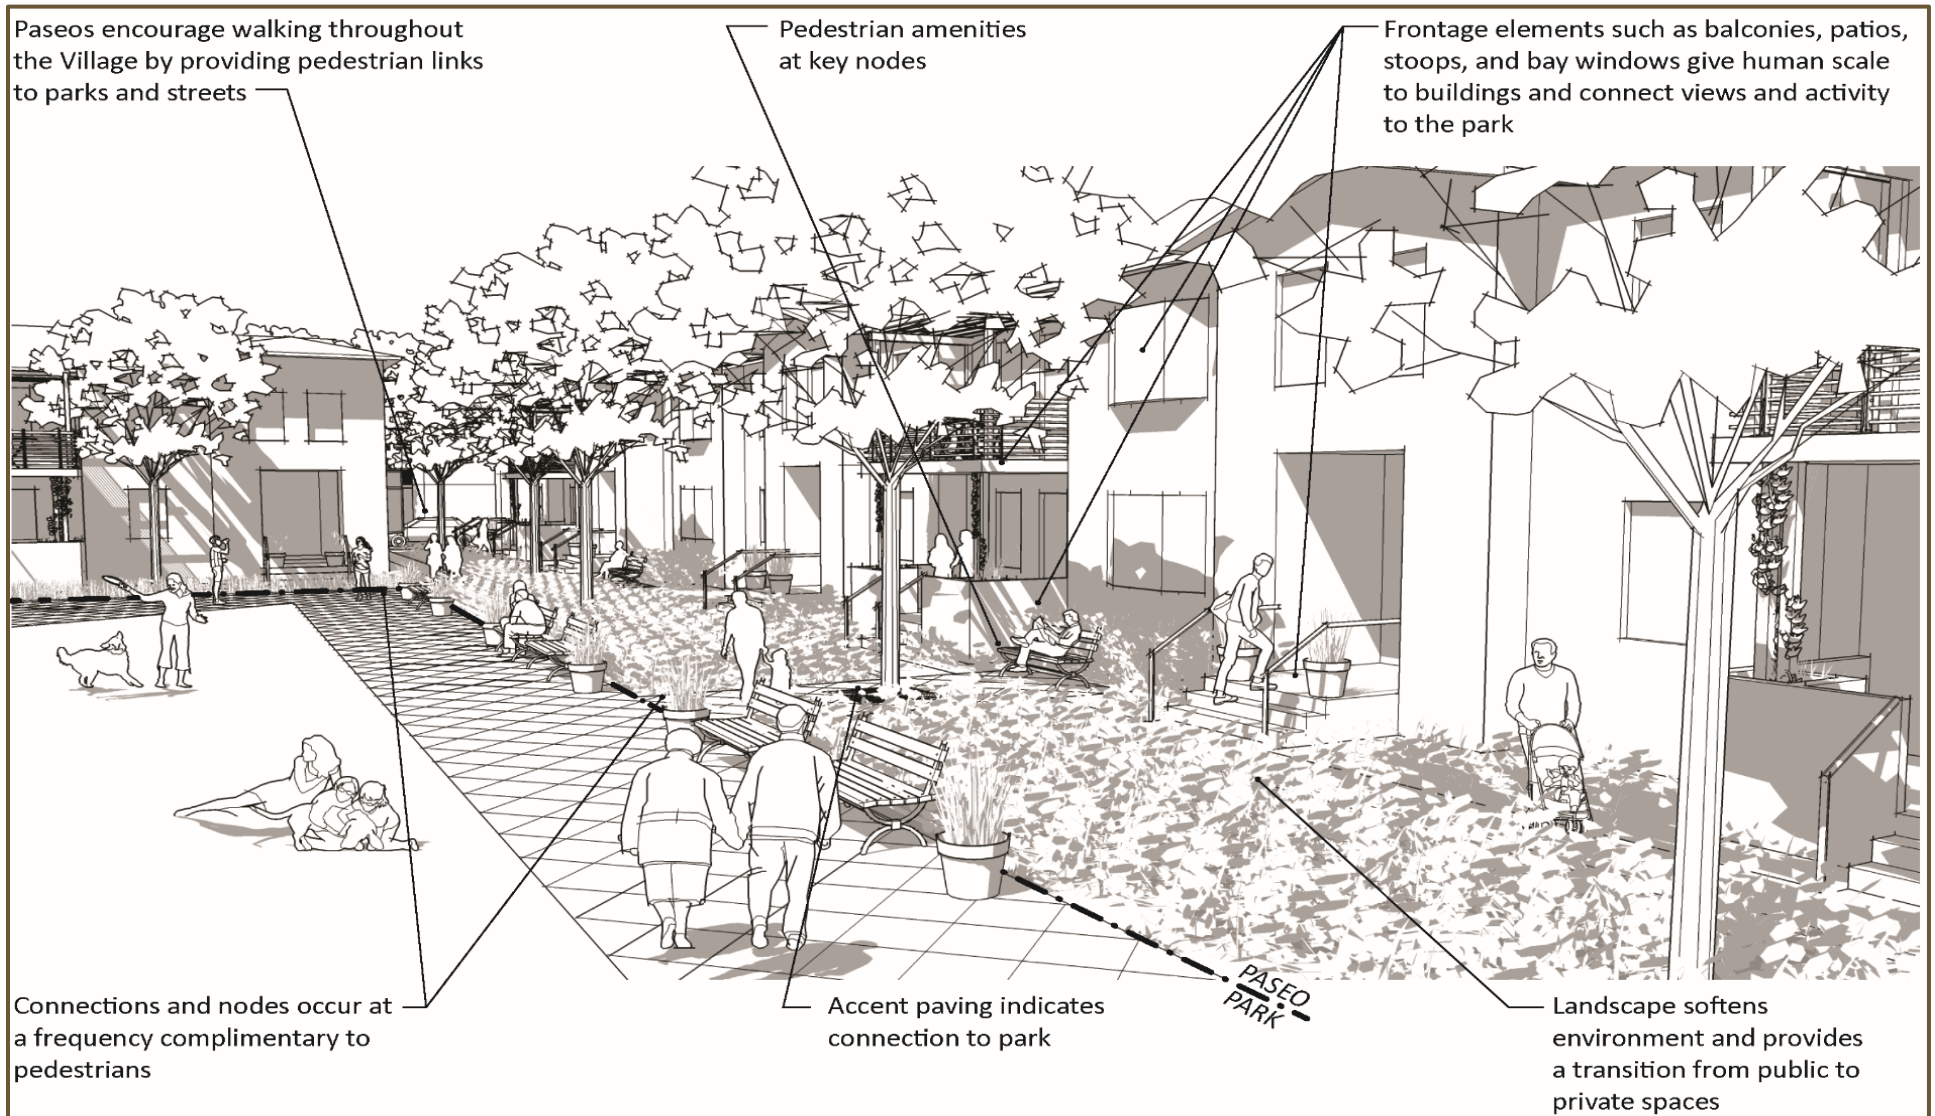 Paseos encourage walking throughout
the Village by providing pedestrian links
to parks and streets
Pedestrian amenities
at key nodes
Frontage elements such as balconies, patios,
stoops, and bay windows give human scale
to buildings and connect views and activity
to the park
PASEO
PARK
Connections and nodes occur at
a frequency complimentary to
pedestrians
Accent paving indicates
connection to park
Landscape softens
environment and provides
a transition from public to
private spaces